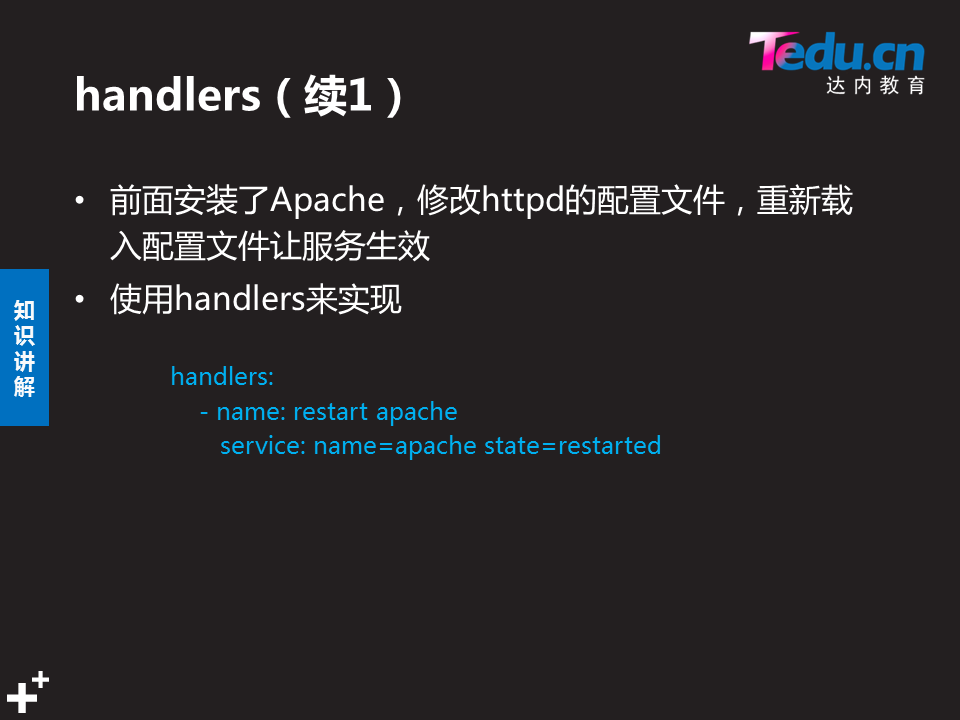 Tedu.cn
达内教育
handlers（续1）
• 前面安装了Apache，修改httpd的配置文件，重新载
入配置文件让服务生效
• 使用handlers来实现
知
识
讲
解
handlers:
- name: restart apache
service: name=apache state=restarted